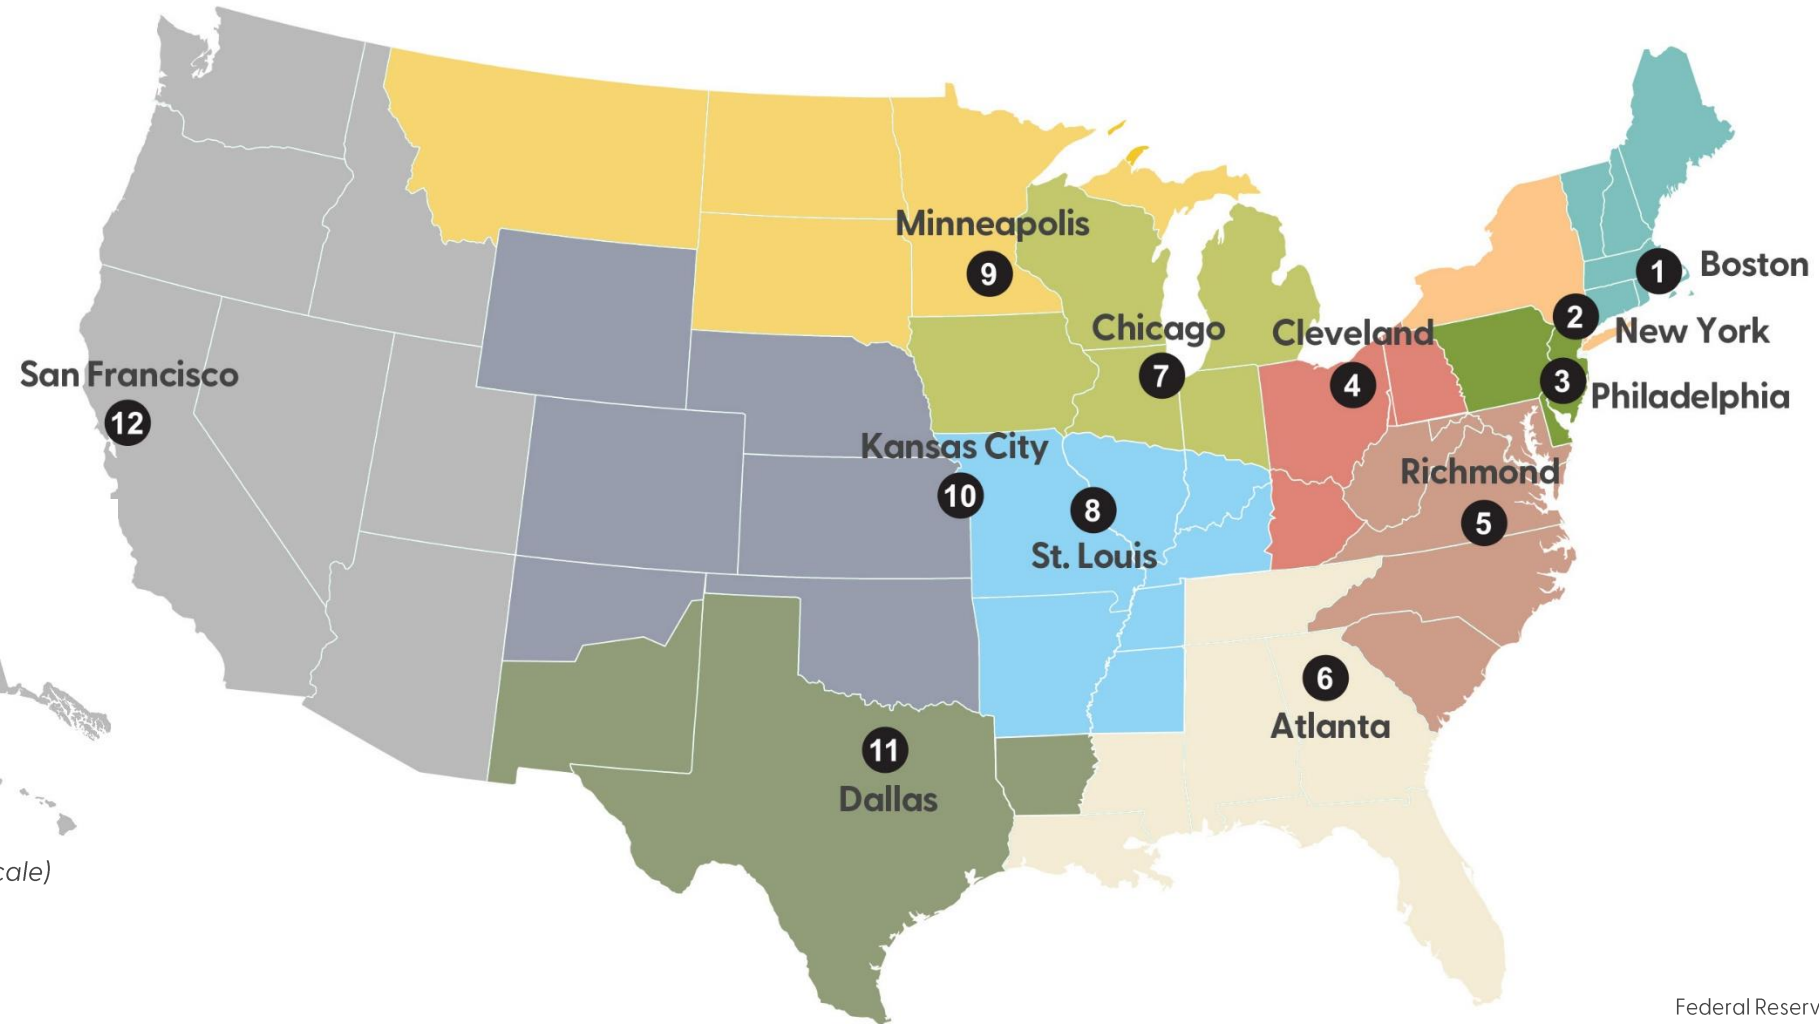 Minneapolis
9
1
Boston
Chicago
Cleveland
2
New York
San Francisco
7
4
3
Philadelphia
12
Kansas City
Richmond
10
8
5
St. Louis
6
Atlanta
11
Dallas
cale)
Federal Reserv